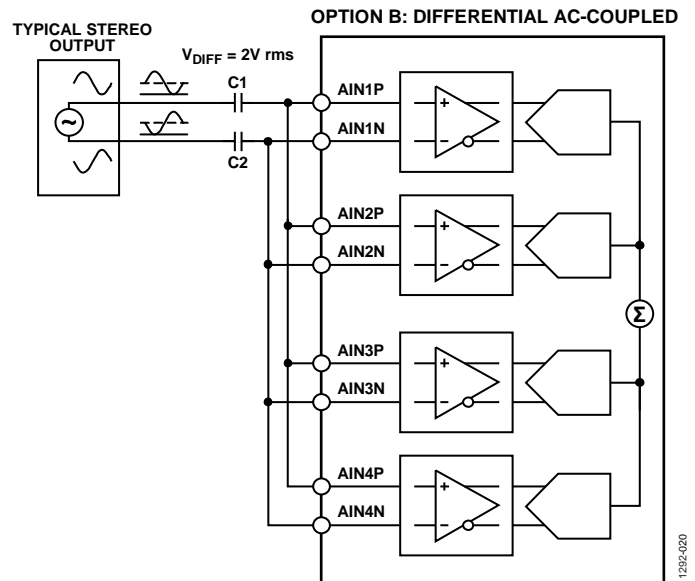 OPTION B: DIFFERENTIAL AC-COUPLED
TYPICAL STEREO
OUTPUT
V_DIFF = 2V rms
C1
C2
~
AIN1P
AIN1N
+
−
AIN2P
AIN2N
+
−
Σ
AIN3P
AIN3N
+
−
AIN4P
AIN4N
+
−
1292-020